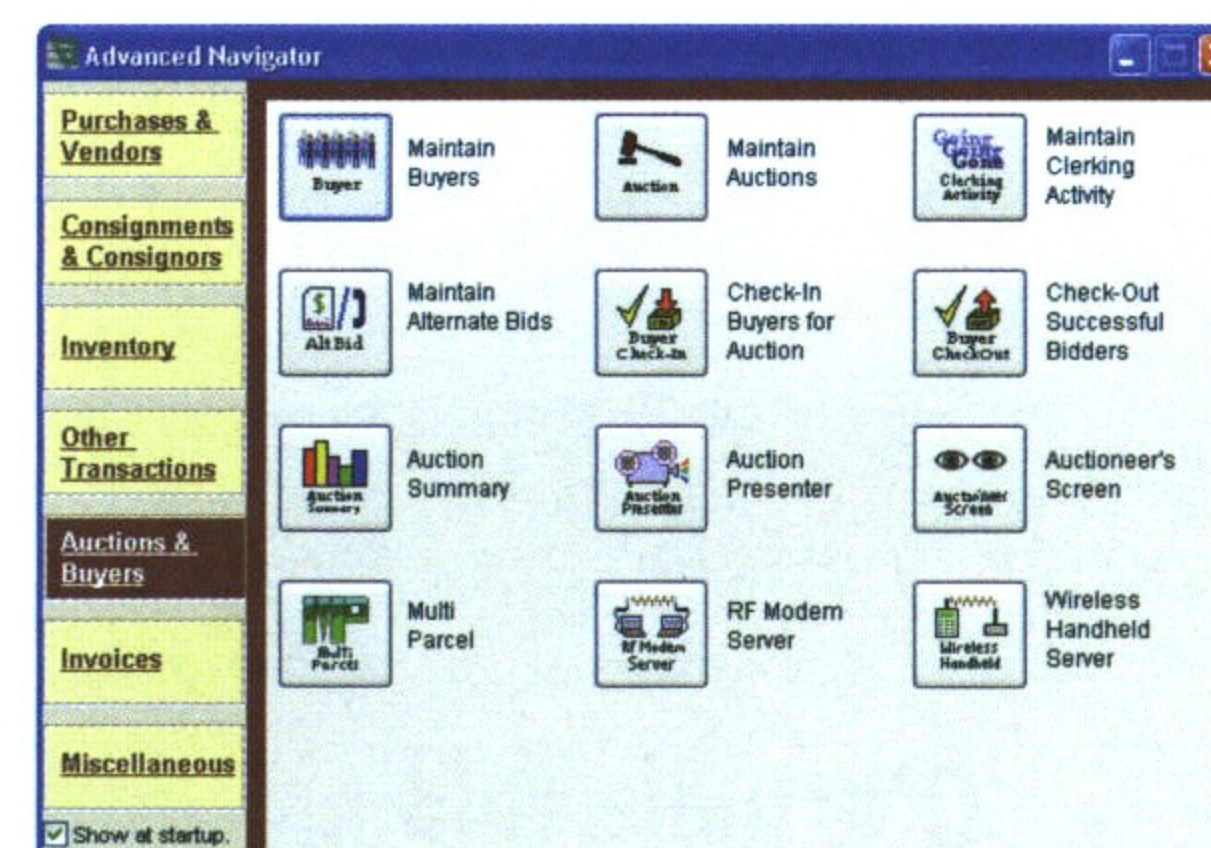 Advanced Navigator
Purchases &
Vendors
Consignments
& Consignors
Inventory
Other
Transactions
Auctions &
Buyers
Invoices
Miscellaneous
Show at startup.
Buyer
Maintain
Buyers
Auction
Maintain
Auctions
Going
Going
Gone
Clerking
Activity
Maintain
Clerking
Activity
$
Alt Bid
Maintain
Alternate Bids
Buyer
Check-In
Check-In
Buyers for
Auction
Buyer
CheckOut
Check-Out
Successful
Bidders
Auction
Summary
Auction
Summary
Auction
Presenter
Auction
Presenter
Auctioneer
Screen
Auctioneer's
Screen
Multi
Parcel
Multi
Parcel
RF Modem
Server
RF Modem
Server
Wireless
Handheld
Wireless
Handheld
Server